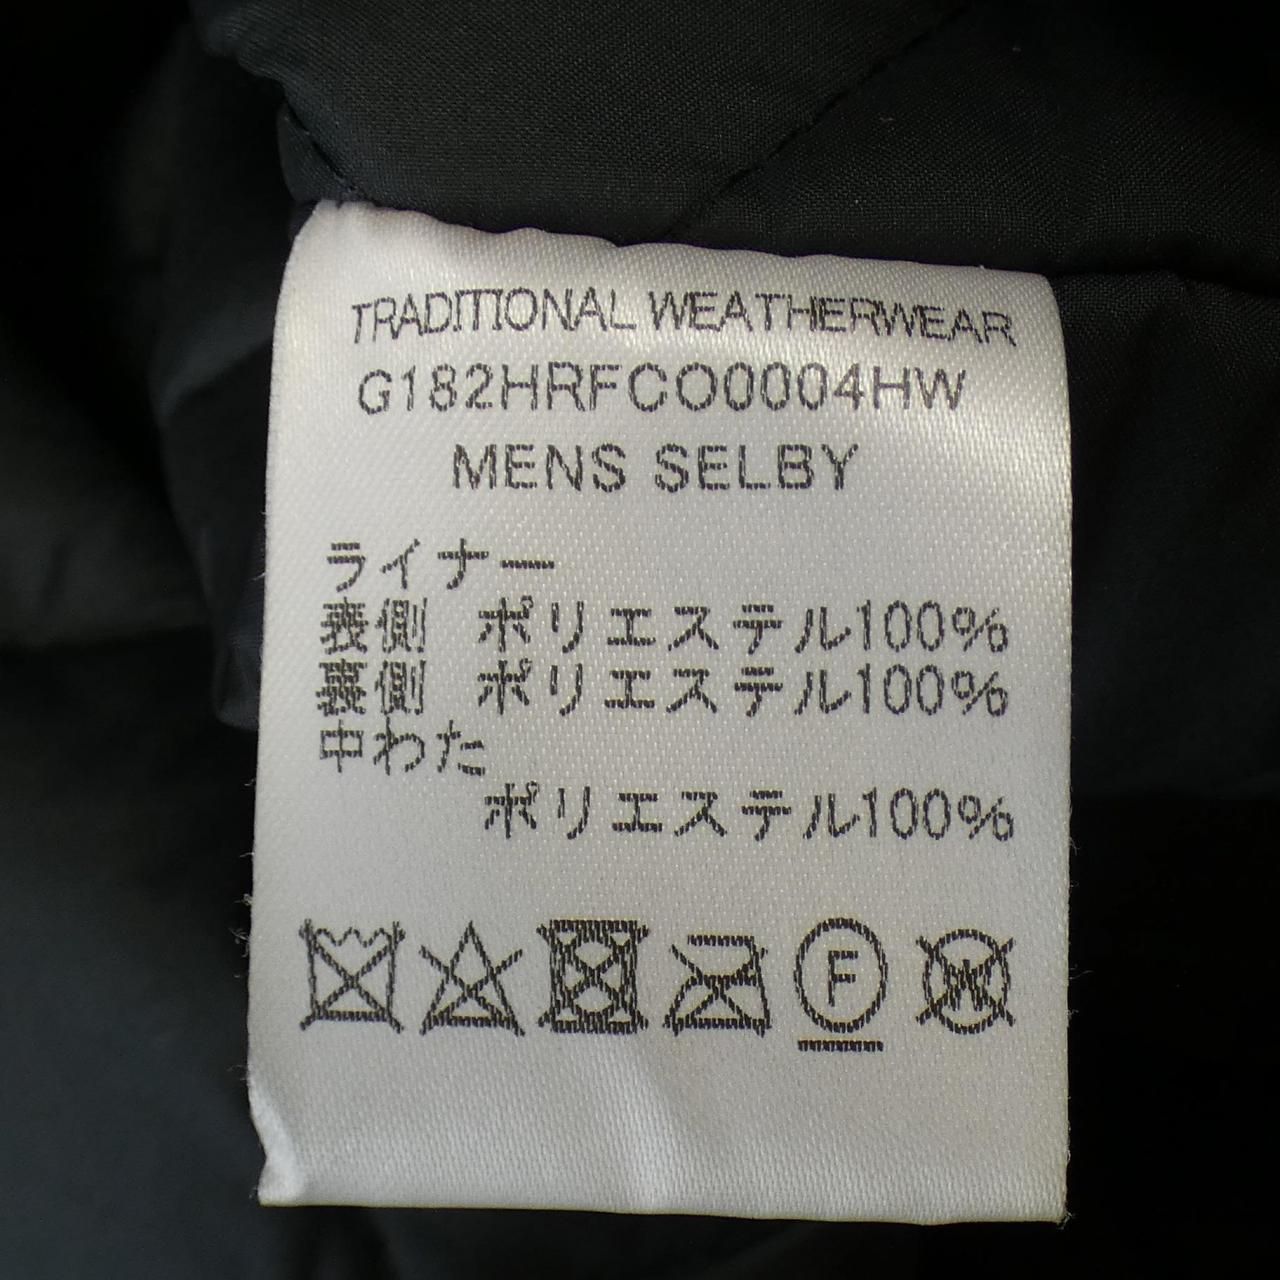 TRADITIONAL WEATHERWEAR
G182HRFCO0004HW
MENS SELBY
ライナー
表側 ポリエステル100%
裏側 ポリエステル100%
中わた
ポリエステル100%
F
W